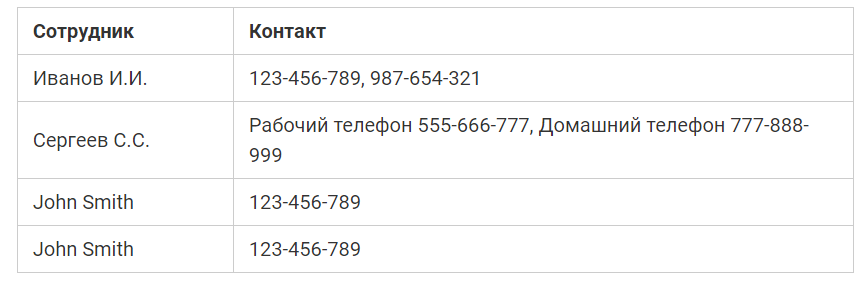 Сотрудник Контакт
Иванов И.И. 123-456-789, 987-654-321
Сергеев С.С. Рабочий телефон 555-666-777, Домашний телефон 777-888-
999
John Smith 123-456-789
John Smith 123-456-789